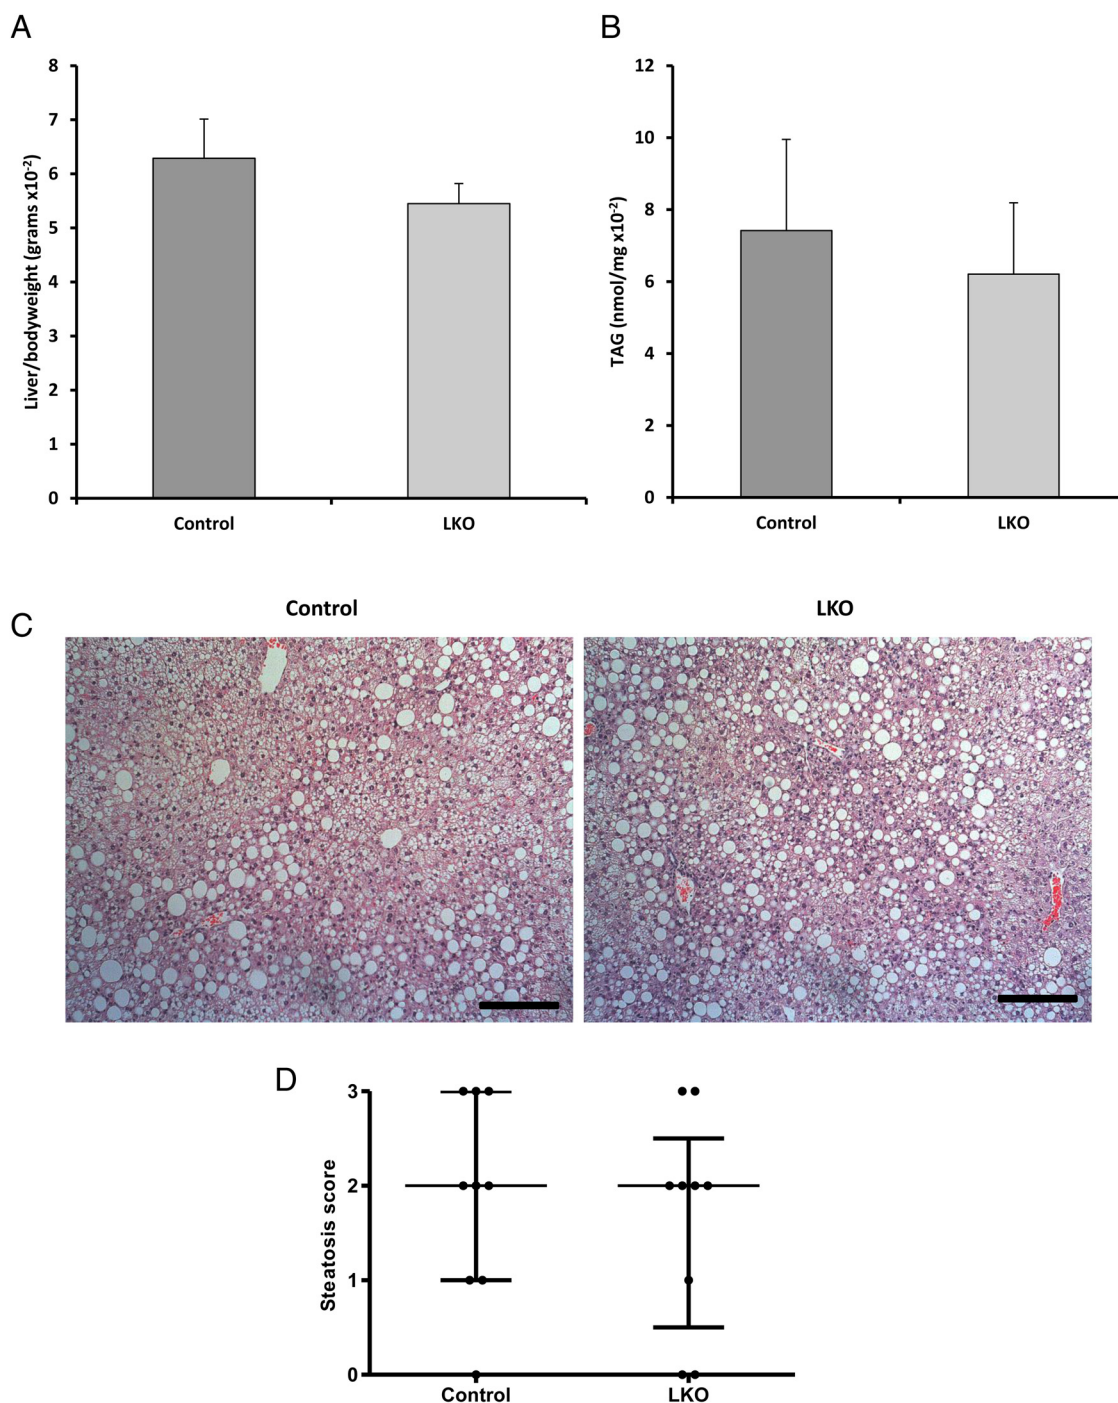 A
B
8
7
6
5
4
3
2
1
0
Liver/bodyweight (grams x10⁻²)
Control
LKO
12
10
8
6
4
2
0
TAG (nmol/mg x10⁻²)
Control
LKO
C
Control
LKO
D
3
2
1
0
Steatosis score
Control
LKO